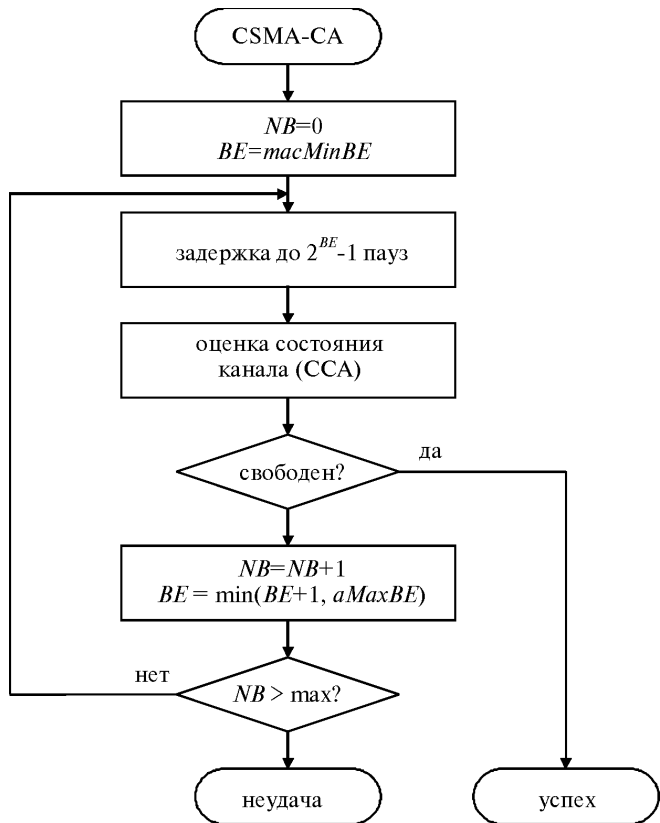 CSMA-CA
NB=0
BE=macMinBE
задержка до 2^BE-1 пауз
оценка состояния
канала (CCA)
свободен?
да
NB=NB+1
BE = min(BE+1, aMaxBE)
нет
NB > max?
неудача
успех